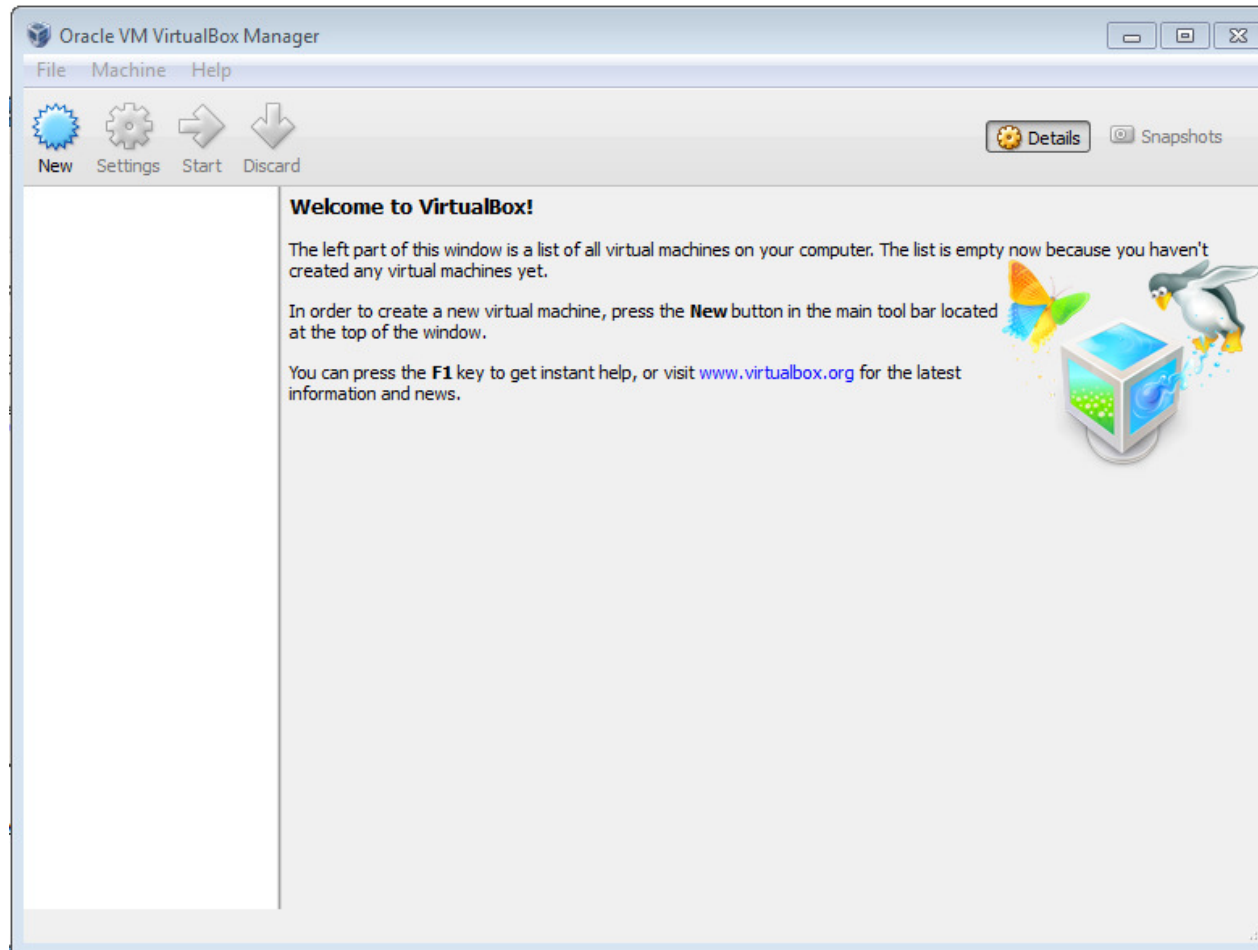 Oracle VM VirtualBox Manager
File Machine Help
New Settings Start Discard
Details Snapshots
Welcome to VirtualBox!
The left part of this window is a list of all virtual machines on your computer. The list is empty now because you haven't
created any virtual machines yet.
In order to create a new virtual machine, press the New button in the main tool bar located
at the top of the window.
You can press the F1 key to get instant help, or visit www.virtualbox.org for the latest
information and news.